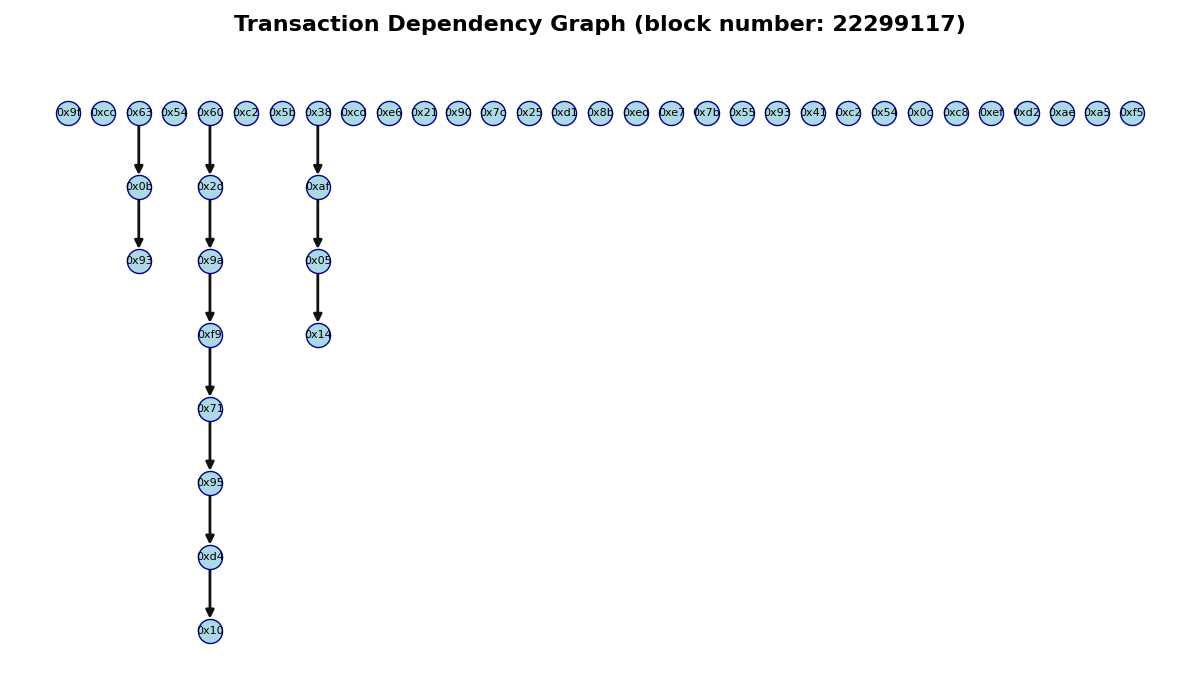 Transaction Dependency Graph (block number: 22299117)
0x9f 0xcc 0x63 0x54 0x60 0xc2 0x5b 0x38 0xcd 0xe6 0x21 0x90 0x7c 0x25 0xd1 0x8b 0xed 0xe7 0x7b 0x55 0x93 0x41 0xc2 0x54 0x0c 0xc8 0xef 0xd2 0xae 0xa5 0xf5
0x0b 0x2d 0xaf
0x93 0x9a 0x05
0xf9 0x14
0x71
0x95
0xd4
0x10